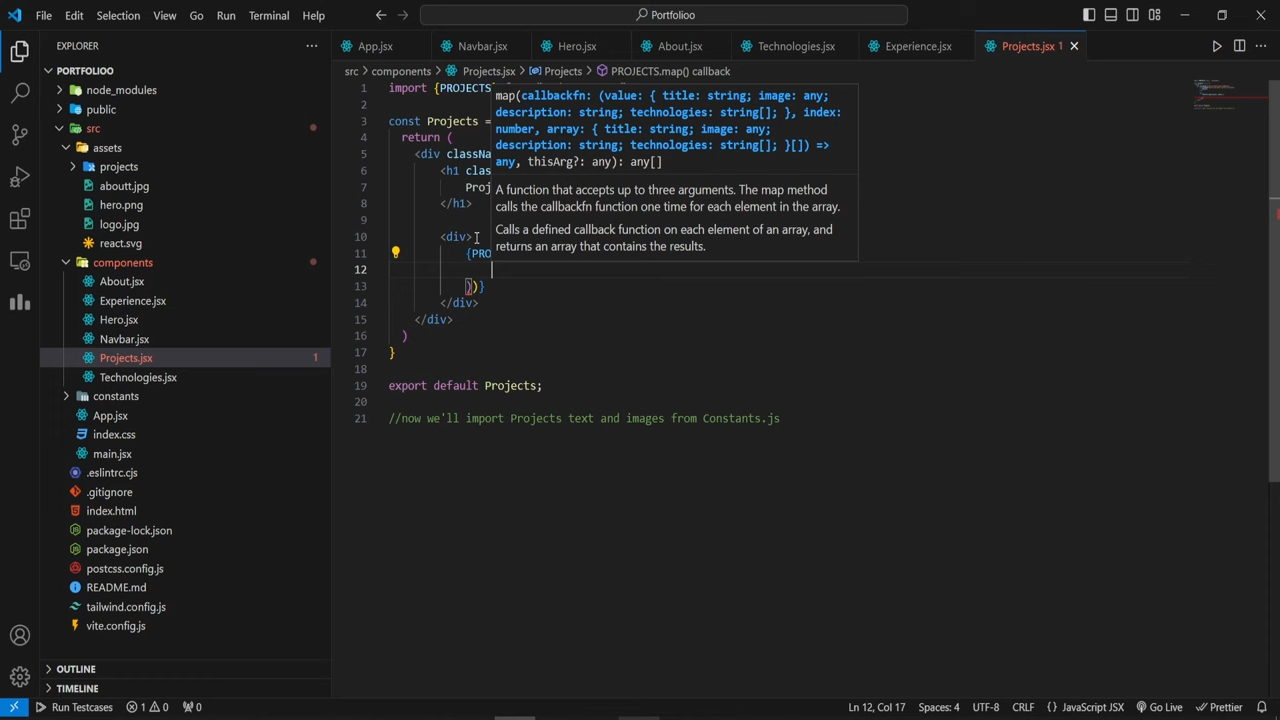 File Edit Selection View Go Run Terminal Help
Portfolioo
EXPLORER
PORTFOLIOO
node_modules
public
src
assets
projects
aboutt.jpg
hero.png
logo.jpg
react.svg
components
About.jsx
Experience.jsx
Hero.jsx
Navbar.jsx
Projects.jsx 1
Technologies.jsx
constants
App.jsx
index.css
main.jsx
.eslintrc.cjs
.gitignore
index.html
package-lock.json
package.json
postcss.config.js
README.md
tailwind.config.js
vite.config.js
OUTLINE
TIMELINE
App.jsx Navbar.jsx Hero.jsx About.jsx Technologies.jsx Experience.jsx Projects.jsx 1
src > components > Projects.jsx > Projects > PROJECTS.map() callback
1 import {PROJECTS
2
3 const Projects =
4 return (
5 <div classNa
6 <h1 clas
7 Proj
8 </h1>
9
10 <div>
11 {PRO
12
13 ))}
14 </div>
15 </div>
16 )
17 }
18
19 export default Projects;
20
21 //now we'll import Projects text and images from Constants.js
map(callbackfn: (value: { title: string; image: any;
description: string; technologies: string[]; }, index:
number, array: { title: string; image: any;
description: string; technologies: string[]; }[]) =>
any, thisArg?: any): any[]
A function that accepts up to three arguments. The map method
calls the callbackfn function one time for each element in the array.
Calls a defined callback function on each element of an array, and
returns an array that contains the results.
Run Testcases 1 0 0 Ln 12, Col 17 Spaces: 4 UTF-8 CRLF { } JavaScript JSX Go Live Prettier